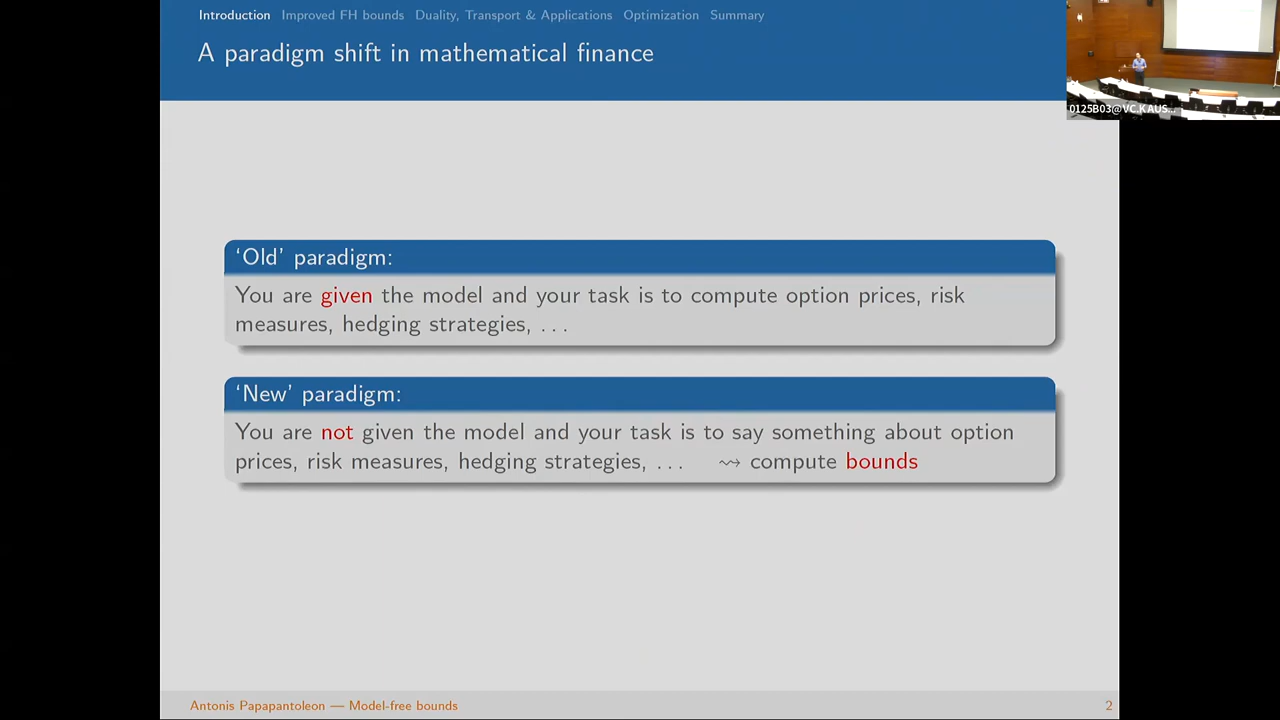 Introduction Improved FH bounds Duality, Transport & Applications Optimization Summary
A paradigm shift in mathematical finance
0125B03@VC.KAUS...
‘Old’ paradigm:
You are given the model and your task is to compute option prices, risk
measures, hedging strategies, . . .
‘New’ paradigm:
You are not given the model and your task is to say something about option
prices, risk measures, hedging strategies, . . . ⇝ compute bounds
Antonis Papapantoleon — Model-free bounds
2